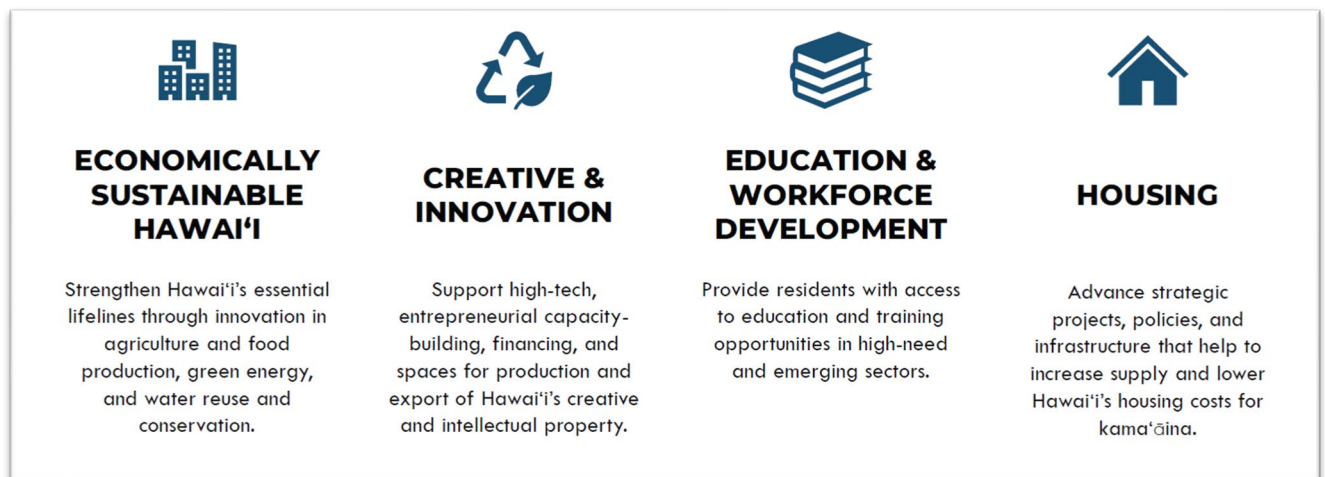 ECONOMICALLY
SUSTAINABLE
HAWAIʻI
Strengthen Hawaiʻi's essential
lifelines through innovation in
agriculture and food
production, green energy,
and water reuse and
conservation.
CREATIVE &
INNOVATION
Support high-tech,
entrepreneurial capacity-
building, financing, and
spaces for production and
export of Hawaiʻi's creative
and intellectual property.
EDUCATION &
WORKFORCE
DEVELOPMENT
Provide residents with access
to education and training
opportunities in high-need
and emerging sectors.
HOUSING
Advance strategic
projects, policies, and
infrastructure that help to
increase supply and lower
Hawaiʻi's housing costs for
kamaʻāina.